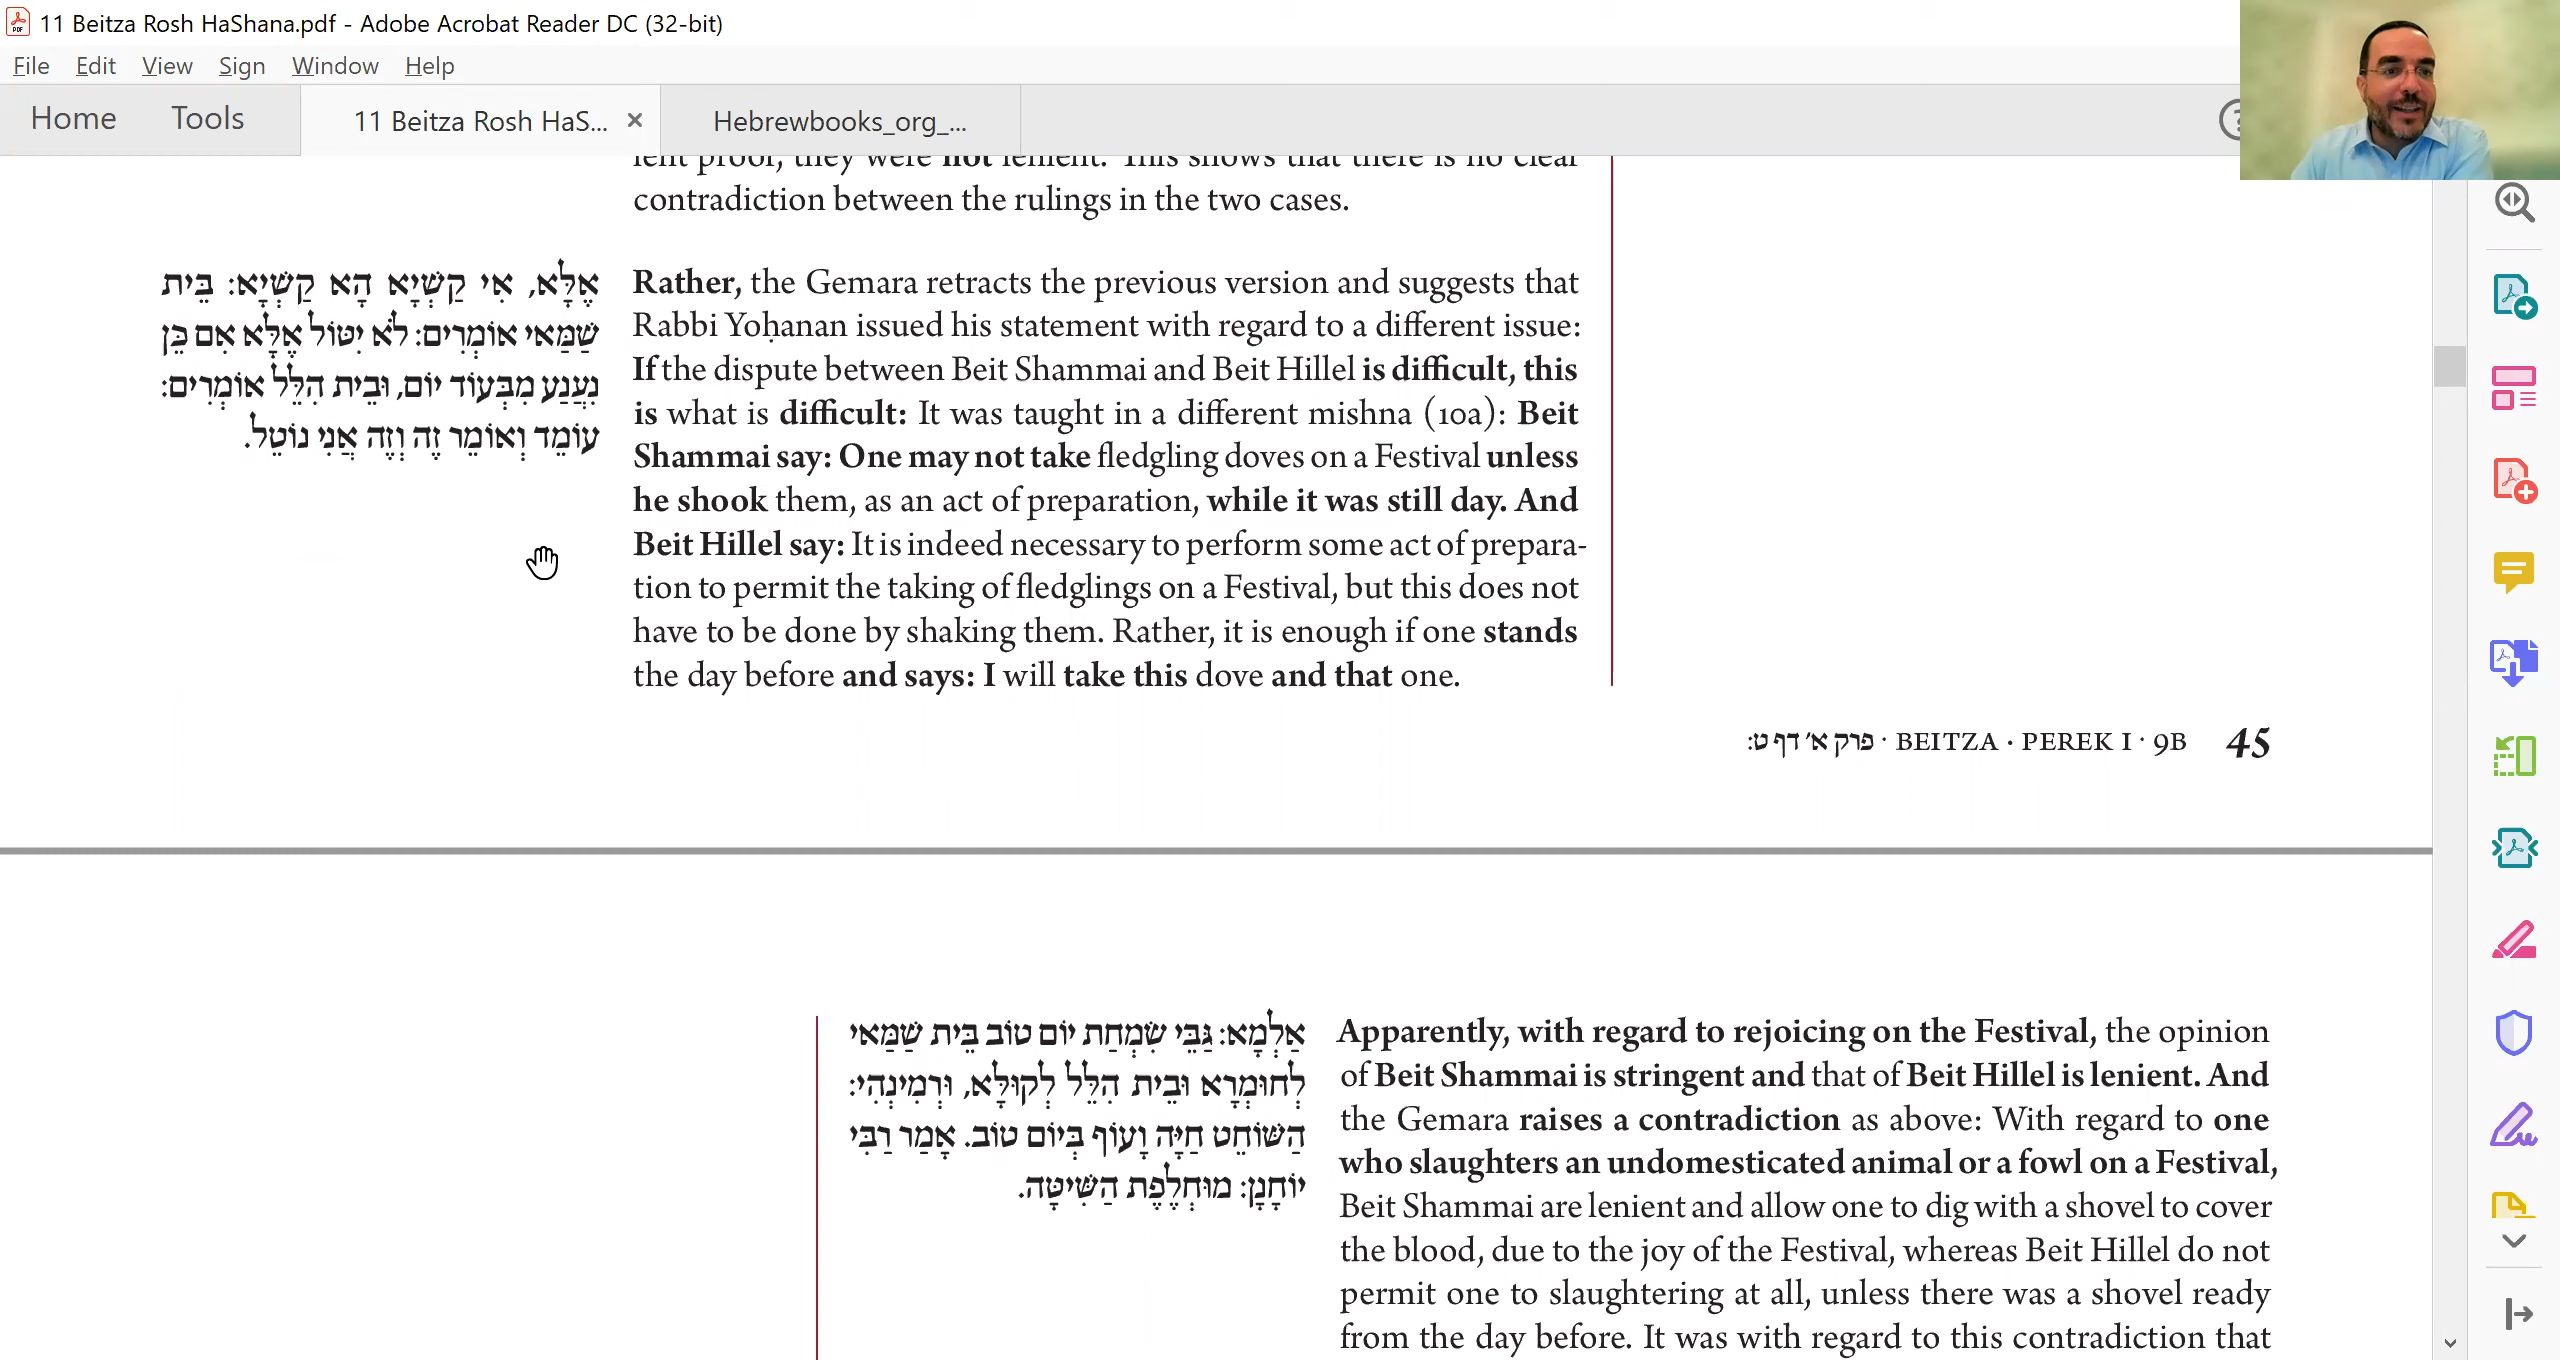 11 Beitza Rosh HaShana.pdf - Adobe Acrobat Reader DC (32-bit)
File Edit View Sign Window Help
Home Tools 11 Beitza Rosh HaS... × Hebrewbooks_org_...
lent proof, they were not lenient. This shows that there is no clear
contradiction between the rulings in the two cases.
אֶלָּא, אִי קַשְׁיָא הָא קַשְׁיָא: בֵּית
שַׁמַּאי אוֹמְרִים: לֹא יִטּוֹל אֶלָּא אִם כֵּן
נִעֲנַע מִבְּעוֹד יוֹם, וּבֵית הִלֵּל אוֹמְרִים:
עוֹמֵד וְאוֹמֵר זֶה וְזֶה אֲנִי נוֹטֵל.
Rather, the Gemara retracts the previous version and suggests that
Rabbi Yoḥanan issued his statement with regard to a different issue:
If the dispute between Beit Shammai and Beit Hillel is difficult, this
is what is difficult: It was taught in a different mishna (10a): Beit
Shammai say: One may not take fledgling doves on a Festival unless
he shook them, as an act of preparation, while it was still day. And
Beit Hillel say: It is indeed necessary to perform some act of prepara-
tion to permit the taking of fledglings on a Festival, but this does not
have to be done by shaking them. Rather, it is enough if one stands
the day before and says: I will take this dove and that one.
פרק א׳ דף ט: · BEITZA · PEREK I · 9B 45
אַלְמָא: גַּבֵּי שִׂמְחַת יוֹם טוֹב בֵּית שַׁמַּאי
לְחוּמְרָא וּבֵית הִלֵּל לְקוּלָּא, וּרְמִינְהִי:
הַשּׁוֹחֵט חַיָּה וָעוֹף בְּיוֹם טוֹב. אָמַר רַבִּי
יוֹחָנָן: מוּחְלֶפֶת הַשִּׁיטָּה.
Apparently, with regard to rejoicing on the Festival, the opinion
of Beit Shammai is stringent and that of Beit Hillel is lenient. And
the Gemara raises a contradiction as above: With regard to one
who slaughters an undomesticated animal or a fowl on a Festival,
Beit Shammai are lenient and allow one to dig with a shovel to cover
the blood, due to the joy of the Festival, whereas Beit Hillel do not
permit one to slaughtering at all, unless there was a shovel ready
from the day before. It was with regard to this contradiction that